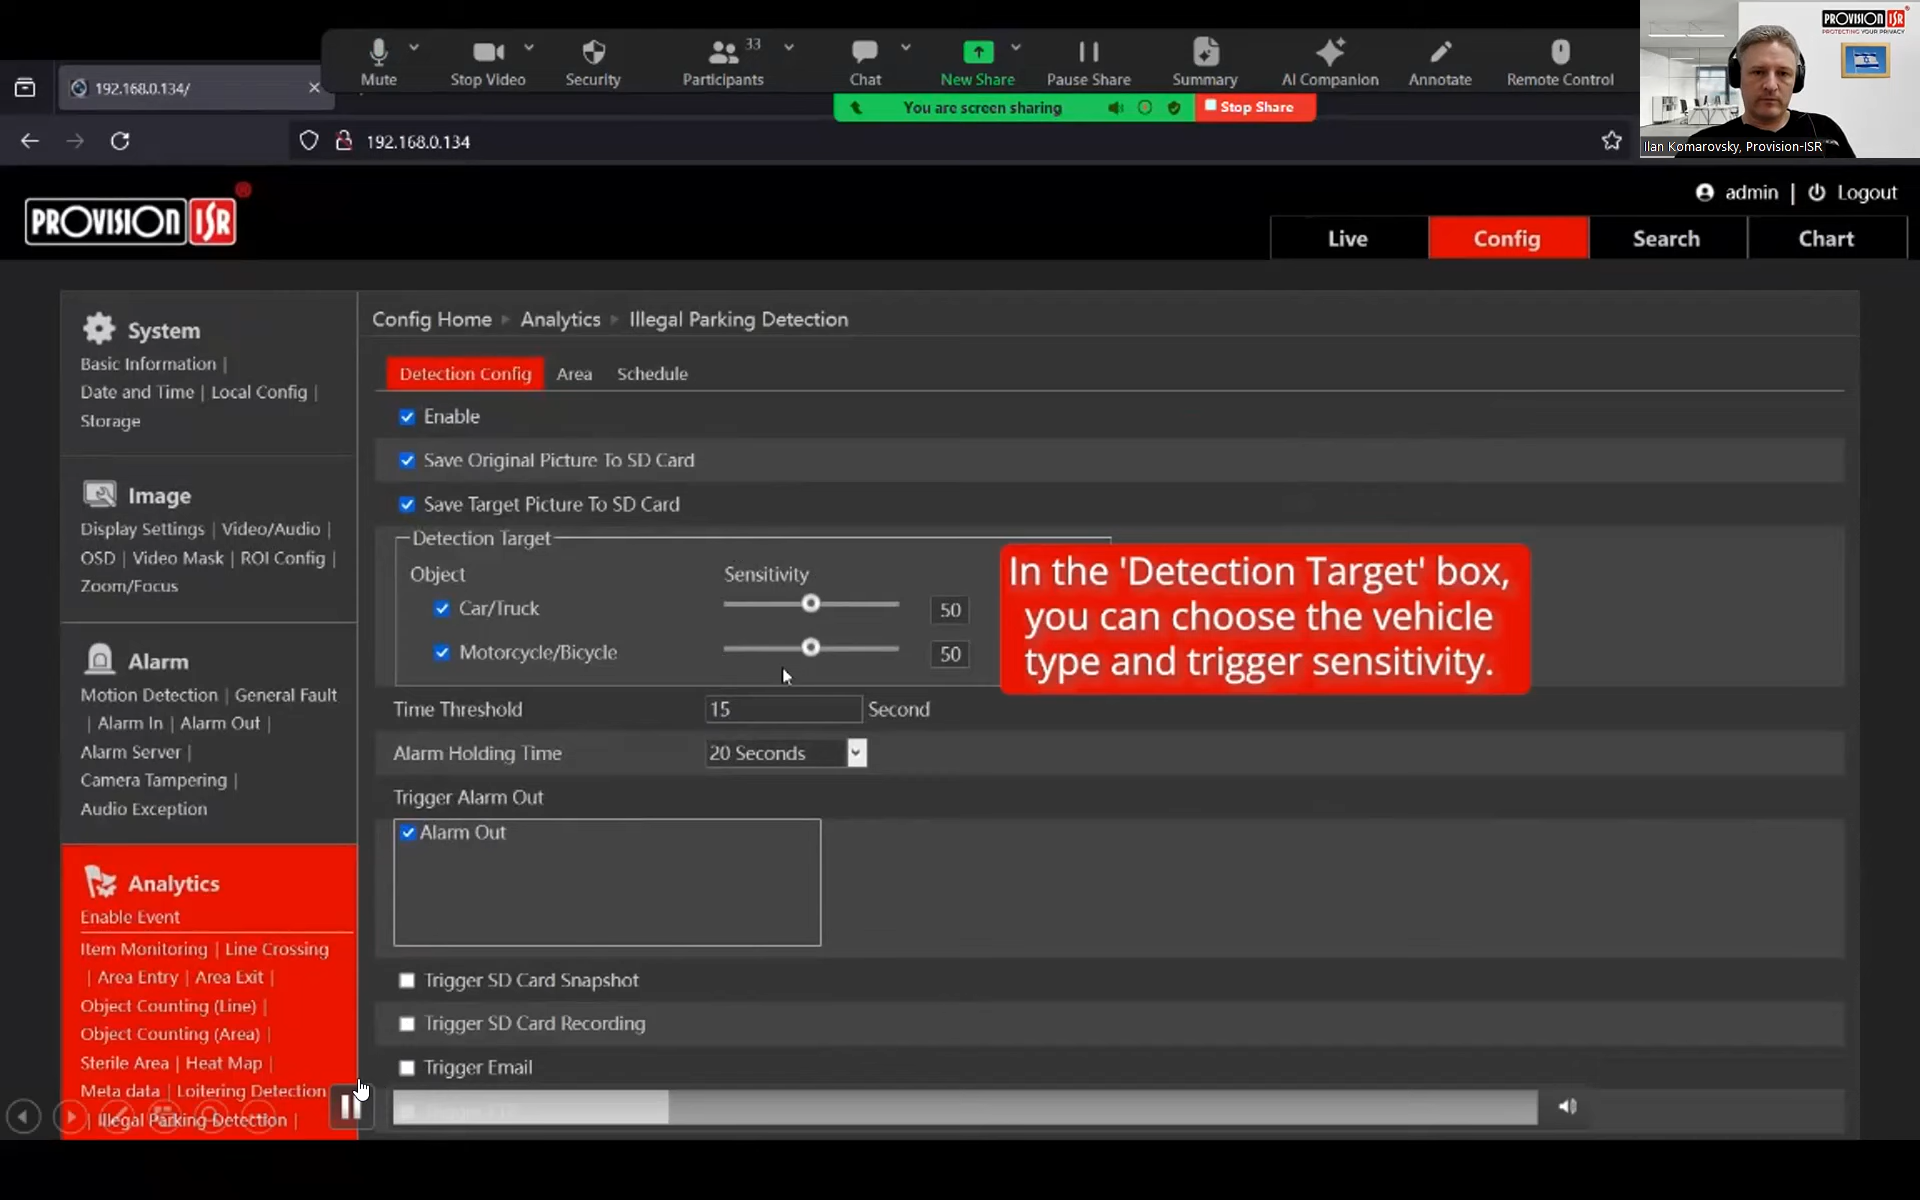 Mute
Stop Video
Security
Participants
33
Chat
New Share
Pause Share
Summary
AI Companion
Annotate
Remote Control
You are screen sharing
Stop Share
PROVISION ISR
PROTECTING YOUR PRIVACY
Ilan Komarovsky, Provision-ISR
192.168.0.134/
192.168.0.134
PROVISION ISR
admin | Logout
Live
Config
Search
Chart
System
Basic Information |
Date and Time | Local Config |
Storage
Image
Display Settings | Video/Audio |
OSD | Video Mask | ROI Config |
Zoom/Focus
Alarm
Motion Detection | General Fault
| Alarm In | Alarm Out |
Alarm Server |
Camera Tampering |
Audio Exception
Analytics
Enable Event
Item Monitoring | Line Crossing
| Area Entry | Area Exit |
Object Counting (Line) |
Object Counting (Area) |
Sterile Area | Heat Map |
Meta data | Loitering Detection
| Illegal Parking Detection |
Config Home ▸ Analytics ▸ Illegal Parking Detection
Detection Config
Area
Schedule
Enable
Save Original Picture To SD Card
Save Target Picture To SD Card
Detection Target
Object
Sensitivity
Car/Truck
50
Motorcycle/Bicycle
50
In the 'Detection Target' box,
you can choose the vehicle
type and trigger sensitivity.
Time Threshold
15
Second
Alarm Holding Time
20 Seconds
Trigger Alarm Out
Alarm Out
Trigger SD Card Snapshot
Trigger SD Card Recording
Trigger Email